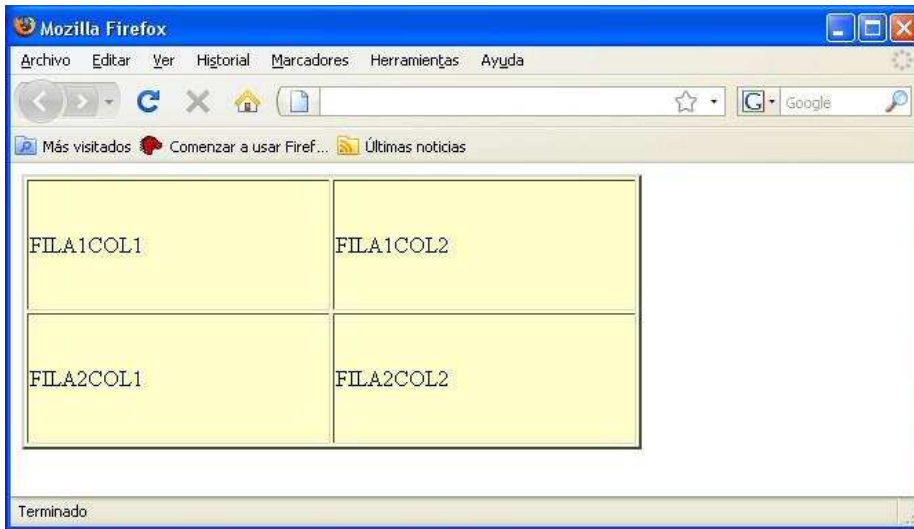 Mozilla Firefox
Archivo Editar Ver Historial Marcadores Herramientas Ayuda
G Google
Más visitados Comenzar a usar Firef... Últimas noticias
FILA1COL1 FILA1COL2
FILA2COL1 FILA2COL2
Terminado